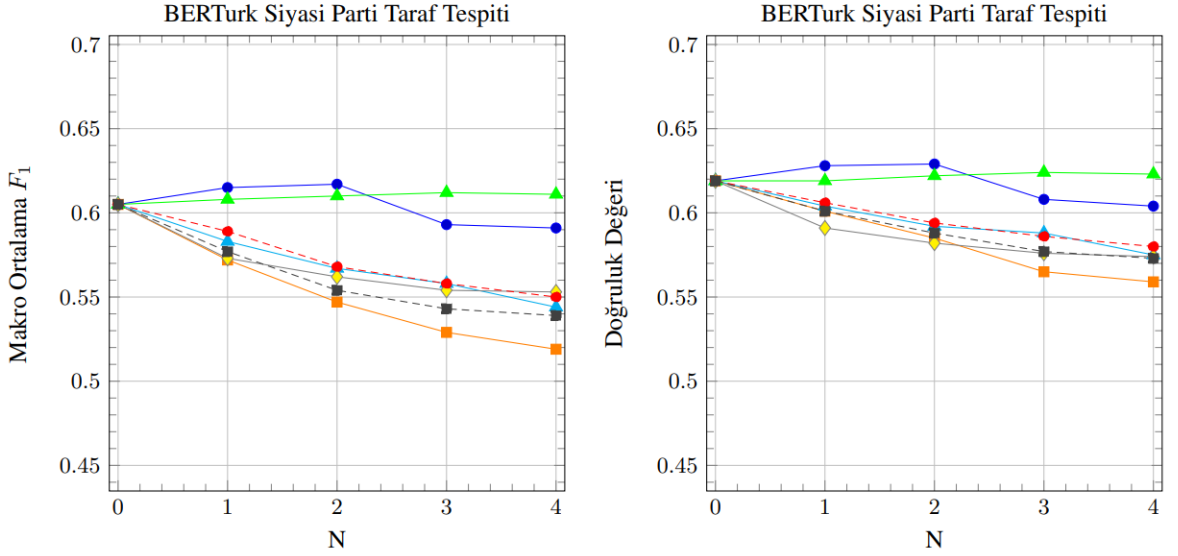 BERTurk Siyasi Parti Taraf Tespiti
0.7
0.65
0.6
0.55
0.5
0.45
0 1 2 3 4
N
Makro Ortalama F1
BERTurk Siyasi Parti Taraf Tespiti
0.7
0.65
0.6
0.55
0.5
0.45
0 1 2 3 4
N
Doğruluk Değeri